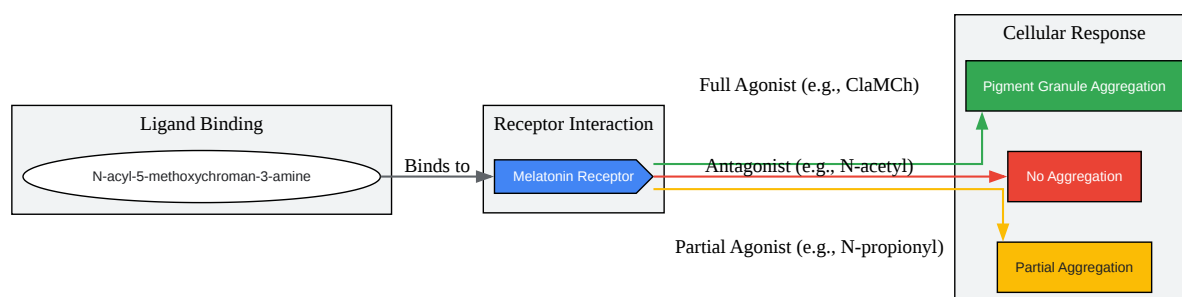 Cellular Response
Full Agonist (e.g., ClaMCh)
Pigment Granule Aggregation
Ligand Binding
Receptor Interaction
N-acyl-5-methoxychroman-3-amine
Binds to
Melatonin Receptor
Antagonist (e.g., N-acetyl)
No Aggregation
Partial Agonist (e.g., N-propionyl)
Partial Aggregation